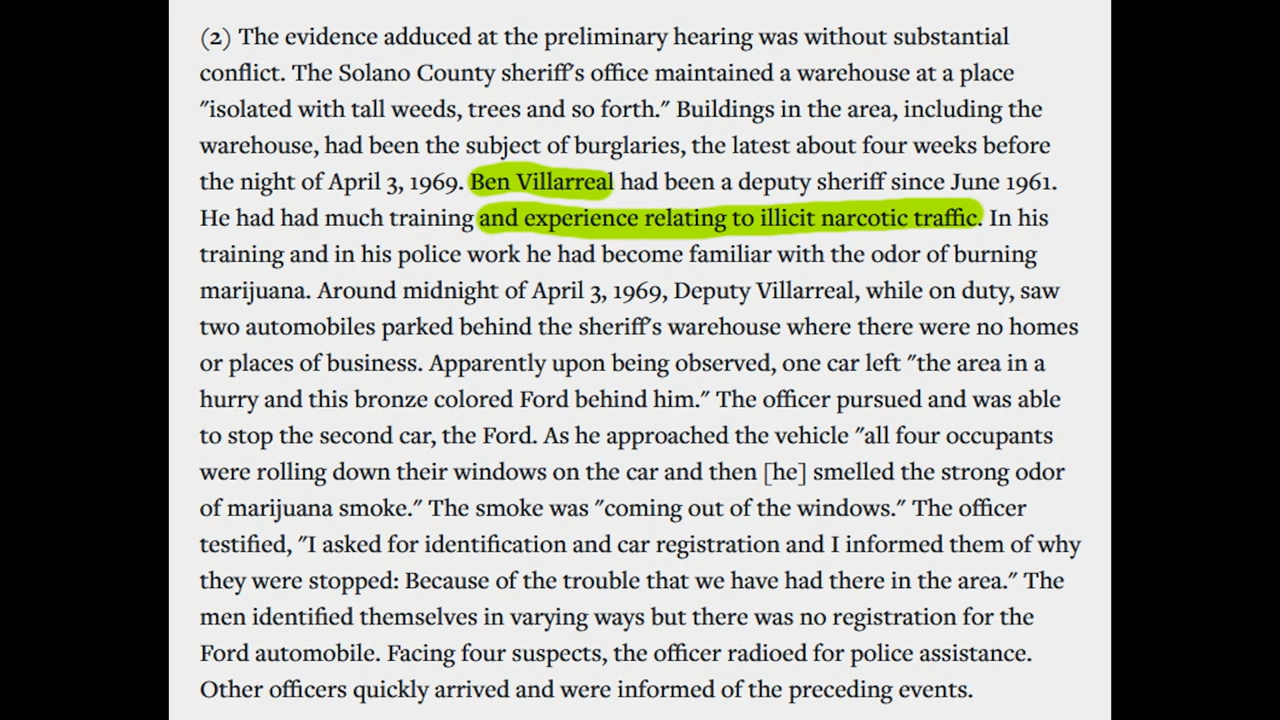 (2) The evidence adduced at the preliminary hearing was without substantial
conflict. The Solano County sheriff's office maintained a warehouse at a place
"isolated with tall weeds, trees and so forth." Buildings in the area, including the
warehouse, had been the subject of burglaries, the latest about four weeks before
the night of April 3, 1969. Ben Villarreal had been a deputy sheriff since June 1961.
He had had much training and experience relating to illicit narcotic traffic. In his
training and in his police work he had become familiar with the odor of burning
marijuana. Around midnight of April 3, 1969, Deputy Villarreal, while on duty, saw
two automobiles parked behind the sheriff's warehouse where there were no homes
or places of business. Apparently upon being observed, one car left "the area in a
hurry and this bronze colored Ford behind him." The officer pursued and was able
to stop the second car, the Ford. As he approached the vehicle "all four occupants
were rolling down their windows on the car and then [he] smelled the strong odor
of marijuana smoke." The smoke was "coming out of the windows." The officer
testified, "I asked for identification and car registration and I informed them of why
they were stopped: Because of the trouble that we have had there in the area." The
men identified themselves in varying ways but there was no registration for the
Ford automobile. Facing four suspects, the officer radioed for police assistance.
Other officers quickly arrived and were informed of the preceding events.